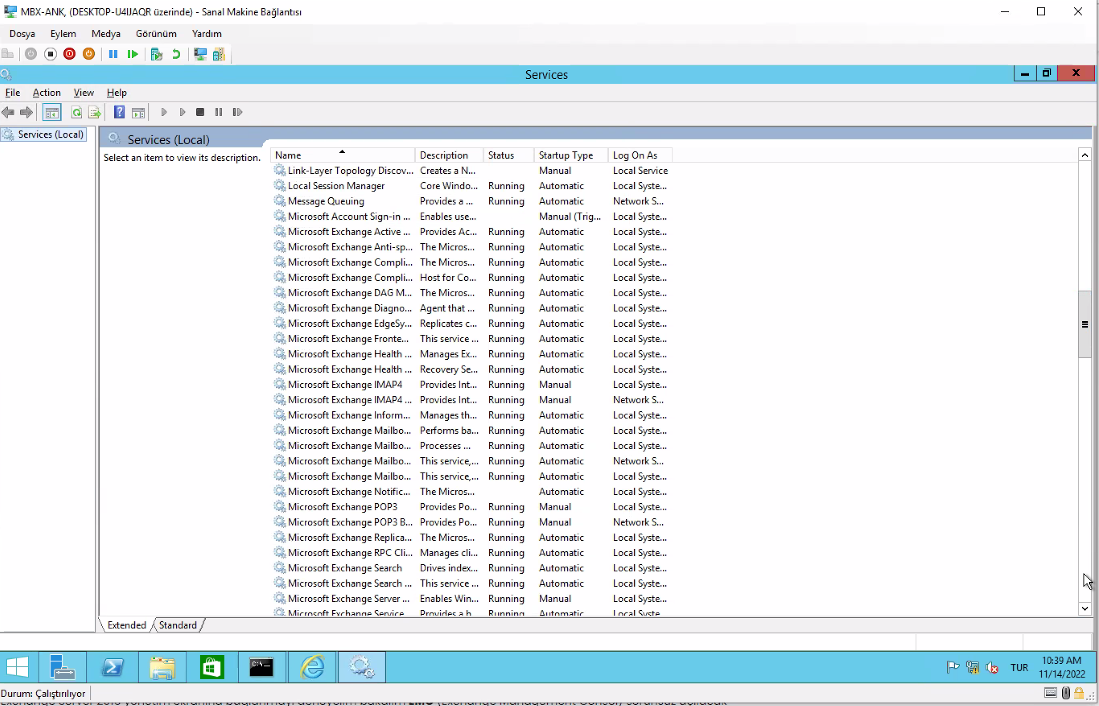 MBX-ANK, (DESKTOP-U4IJAQR üzerinde) - Sanal Makine Bağlantısı
Dosya Eylem Medya Görünüm Yardım
Services
File Action View Help
Services (Local)
Services (Local)
Select an item to view its description.
Name Description Status Startup Type Log On As
Link-Layer Topology Discov... Creates a N... Manual Local Service
Local Session Manager Core Windo... Running Automatic Local Syste...
Message Queuing Provides a ... Running Automatic Network S...
Microsoft Account Sign-in ... Enables use... Manual (Trig... Local Syste...
Microsoft Exchange Active ... Provides Ac... Running Automatic Local Syste...
Microsoft Exchange Anti-sp... The Micros... Running Automatic Local Syste...
Microsoft Exchange Compli... The Micros... Running Automatic Local Syste...
Microsoft Exchange Compli... Host for Co... Running Automatic Local Syste...
Microsoft Exchange DAG M... The Micros... Running Automatic Local Syste...
Microsoft Exchange Diagno... Agent that ... Running Automatic Local Syste...
Microsoft Exchange EdgeSy... Replicates c... Running Automatic Local Syste...
Microsoft Exchange Fronte... This service ... Running Automatic Local Syste...
Microsoft Exchange Health ... Manages Ex... Running Automatic Local Syste...
Microsoft Exchange Health ... Recovery Se... Running Automatic Local Syste...
Microsoft Exchange IMAP4 Provides Int... Running Manual Local Syste...
Microsoft Exchange IMAP4 ... Provides Int... Running Manual Network S...
Microsoft Exchange Inform... Manages th... Running Automatic Local Syste...
Microsoft Exchange Mailbo... Performs ba... Running Automatic Local Syste...
Microsoft Exchange Mailbo... Processes ... Running Automatic Local Syste...
Microsoft Exchange Mailbo... This service,... Running Automatic Network S...
Microsoft Exchange Mailbo... This service,... Running Automatic Local Syste...
Microsoft Exchange Notific... The Micros... Automatic Local Syste...
Microsoft Exchange POP3 Provides Po... Running Manual Local Syste...
Microsoft Exchange POP3 B... Provides Po... Running Manual Network S...
Microsoft Exchange Replica... The Micros... Running Automatic Local Syste...
Microsoft Exchange RPC Cli... Manages cli... Running Automatic Local Syste...
Microsoft Exchange Search Drives index... Running Automatic Local Syste...
Microsoft Exchange Search ... This service ... Running Automatic Local Syste...
Microsoft Exchange Server ... Enables Win... Running Manual Local Syste...
Microsoft Exchange Service Provides a b... Running Automatic Local Syste...
Extended Standard
TUR
10:39 AM
11/14/2022
Durum: Çalıştırılıyor